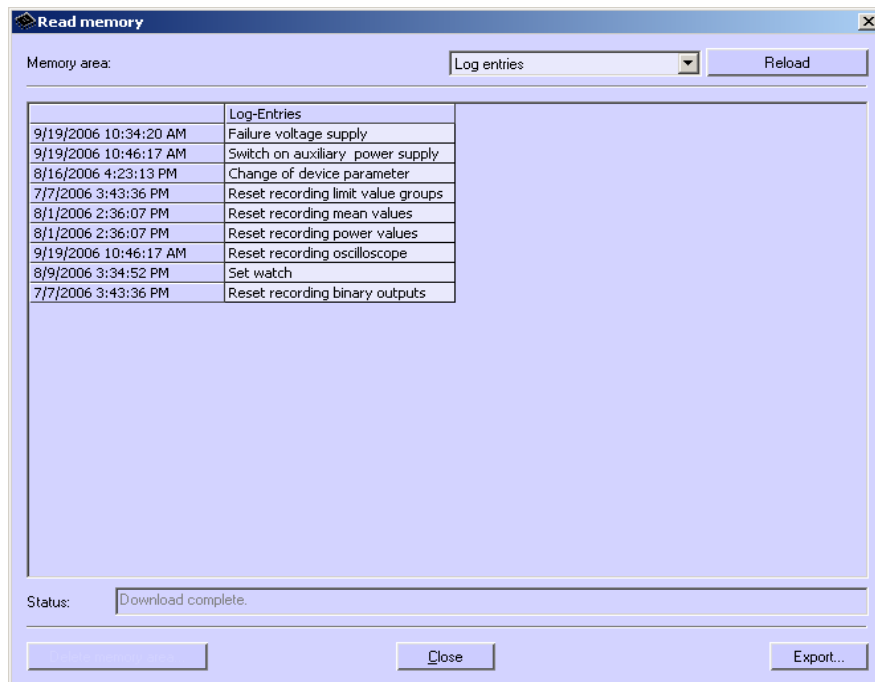 Read memory
Memory area: Log entries Reload
Log-Entries
9/19/2006 10:34:20 AM Failure voltage supply
9/19/2006 10:46:17 AM Switch on auxiliary power supply
8/16/2006 4:23:13 PM Change of device parameter
7/7/2006 3:43:36 PM Reset recording limit value groups
8/1/2006 2:36:07 PM Reset recording mean values
8/1/2006 2:36:07 PM Reset recording power values
9/19/2006 10:46:17 AM Reset recording oscilloscope
8/9/2006 3:34:52 PM Set watch
7/7/2006 3:43:36 PM Reset recording binary outputs
Status: Download complete.
Close Export...